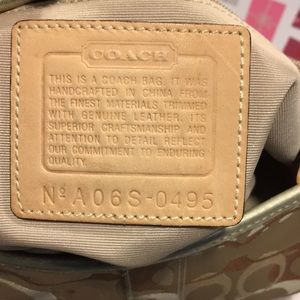 COACH
THIS IS A COACH BAG. IT WAS
HANDCRAFTED IN CHINA FROM
THE FINEST MATERIALS TRIMMED
WITH GENUINE LEATHER. ITS
SUPERIOR CRAFTSMANSHIP AND
ATTENTION TO DETAIL REFLECT
OUR COMMITMENT TO ENDURING
QUALITY.
Nº A06S-0495